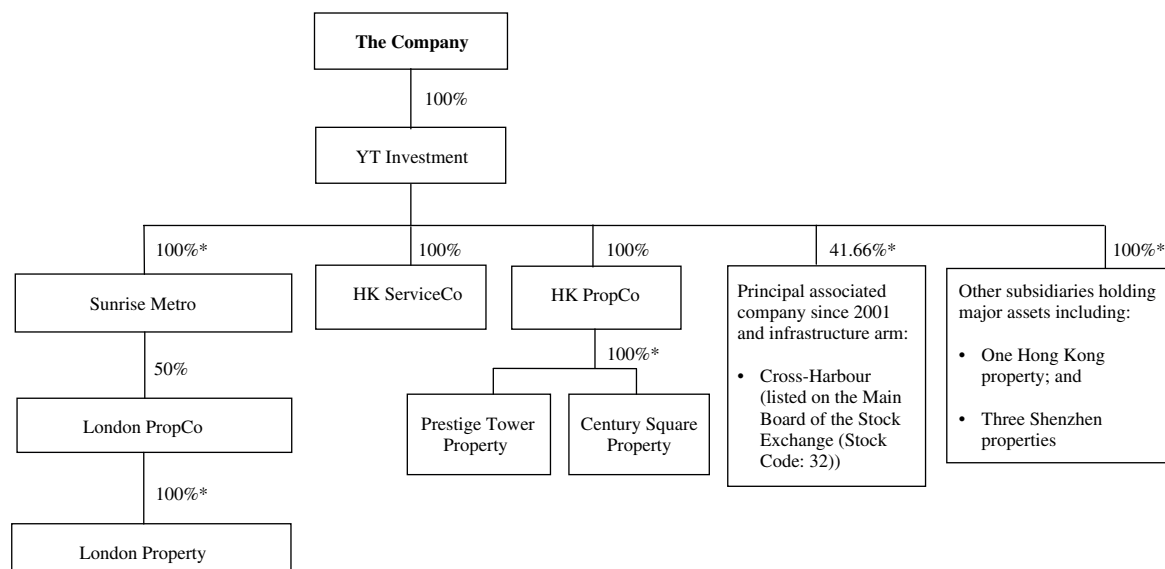 The Company
100%
YT Investment
100%*
100%
100%
41.66%*
100%*
Sunrise Metro
HK ServiceCo
HK PropCo
Principal associated
company since 2001
and infrastructure arm:
• Cross-Harbour
(listed on the Main
Board of the Stock
Exchange (Stock
Code: 32))
Other subsidiaries holding
major assets including:
• One Hong Kong
property; and
• Three Shenzhen
properties
50%
100%*
London PropCo
Prestige Tower
Property
Century Square
Property
100%*
London Property